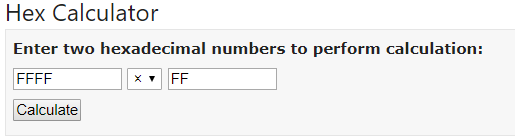 Hex Calculator
Enter two hexadecimal numbers to perform calculation:
FFFF × ▼ FF
Calculate